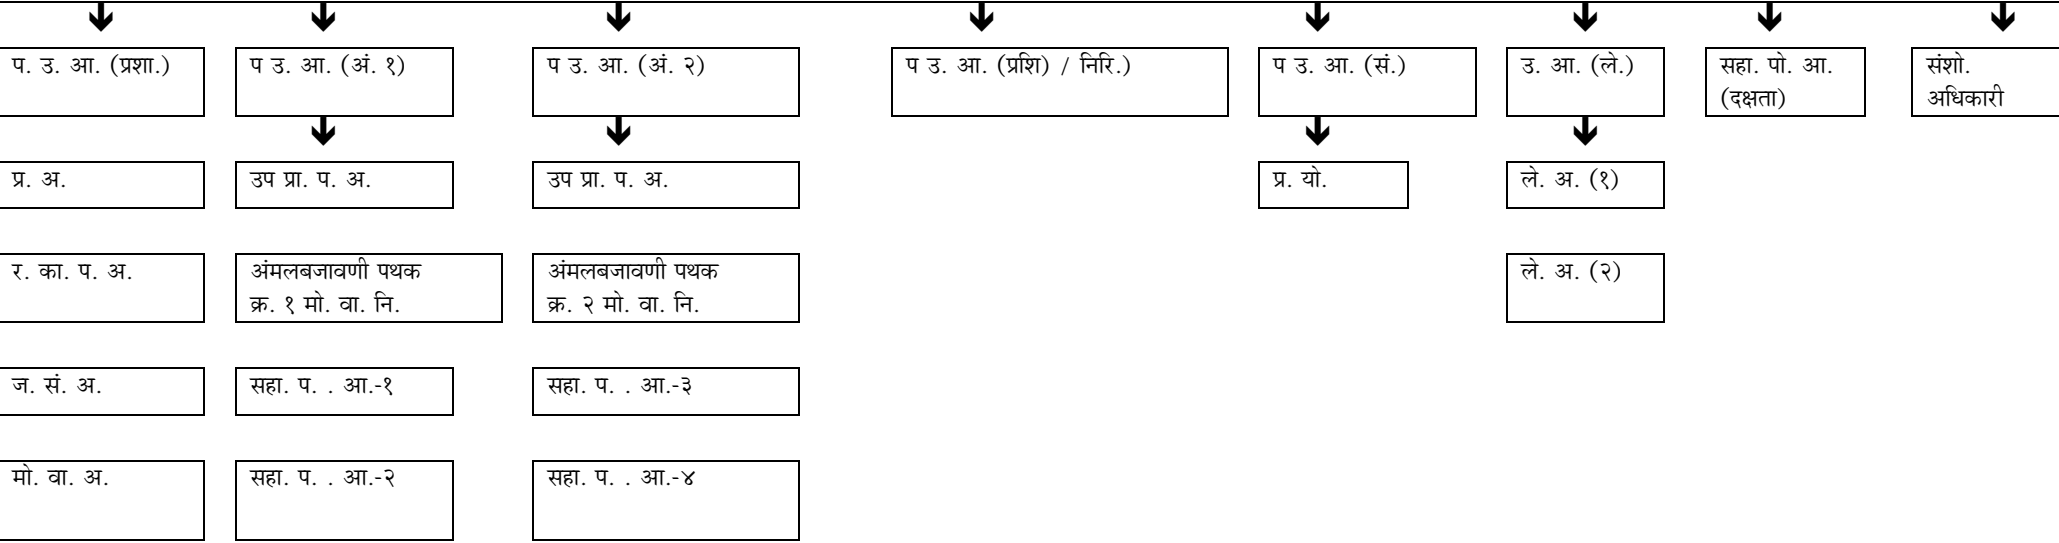 प. उ. आ. (प्रशा.)
प उ. आ. (अं. १)
प उ. आ. (अं. २)
प उ. आ. (प्रशि) / निरि.)
प उ. आ. (सं.)
उ. आ. (ले.)
सहा. पो. आ.
(दक्षता)
संशो.
अधिकारी
प्र. अ.
उप प्रा. प. अ.
उप प्रा. प. अ.
प्र. यो.
ले. अ. (१)
र. का. प. अ.
अंमलबजावणी पथक
क्र. १ मो. वा. नि.
अंमलबजावणी पथक
क्र. २ मो. वा. नि.
ले. अ. (२)
ज. सं. अ.
सहा. प. . आ.-१
सहा. प. . आ.-३
मो. वा. अ.
सहा. प. . आ.-२
सहा. प. . आ.-४